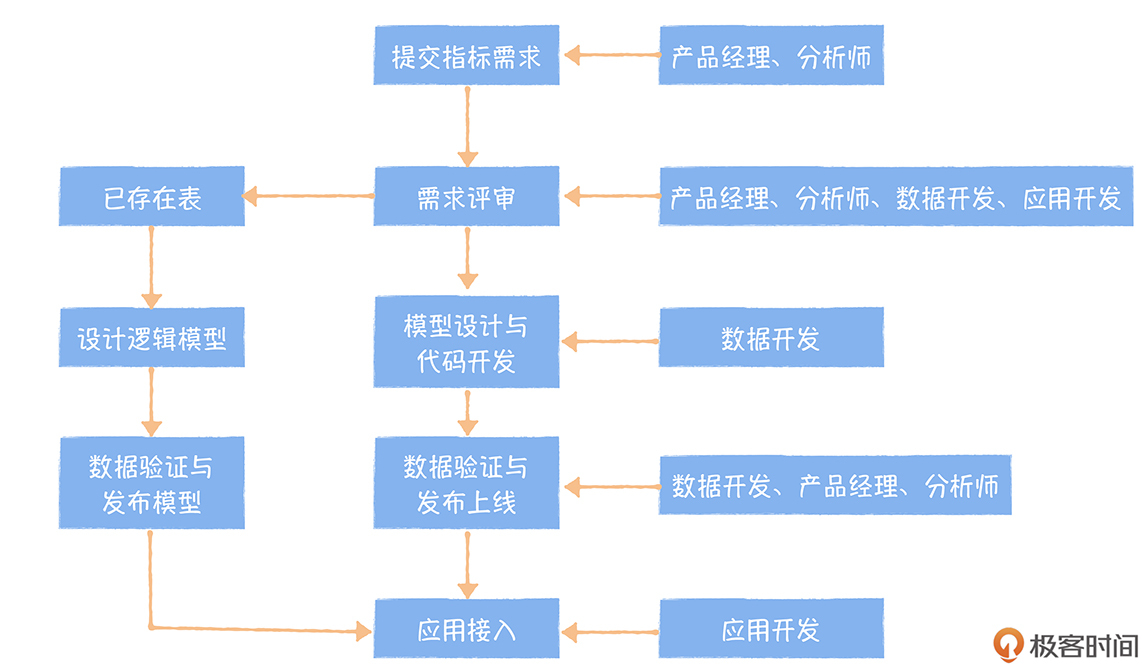 提交指标需求
产品经理、分析师
已存在表
需求评审
产品经理、分析师、数据开发、应用开发
设计逻辑模型
模型设计与
代码开发
数据开发
数据验证与
发布模型
数据验证与
发布上线
数据开发、产品经理、分析师
应用接入
应用开发
极客时间